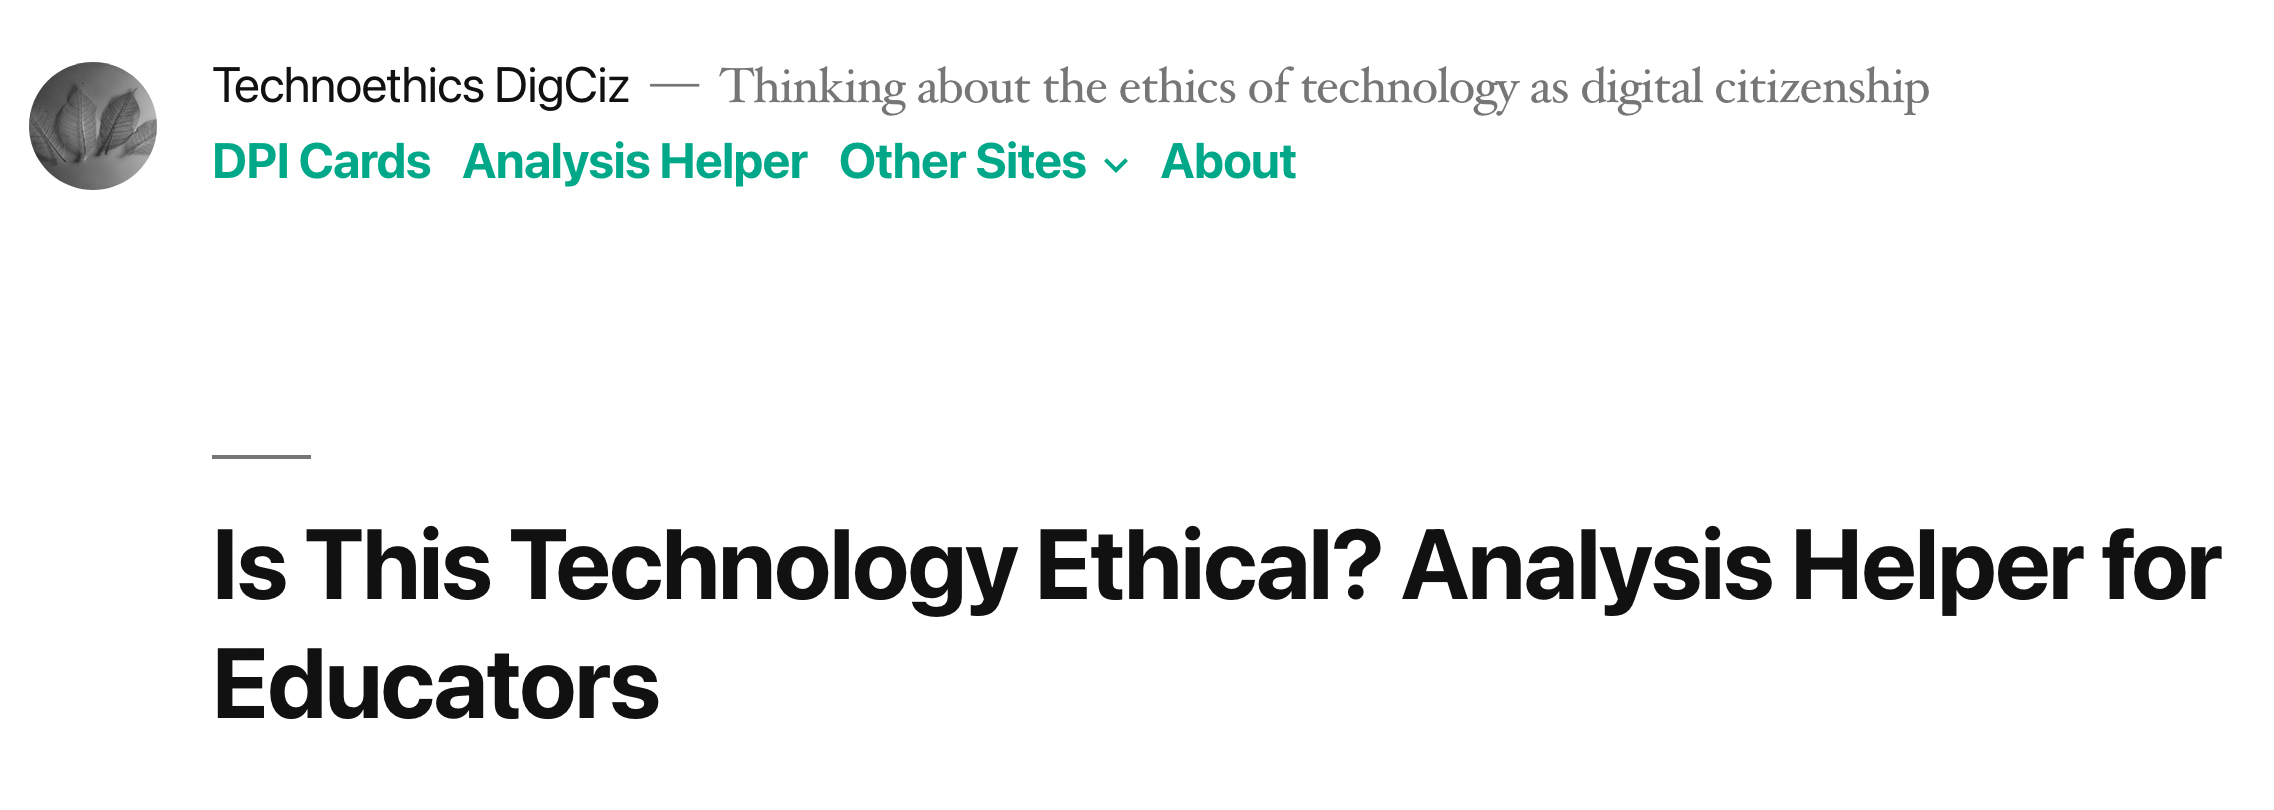 Technoethics DigCiz — Thinking about the ethics of technology as digital citizenship
DPI Cards Analysis Helper Other Sites About
Is This Technology Ethical? Analysis Helper for
Educators